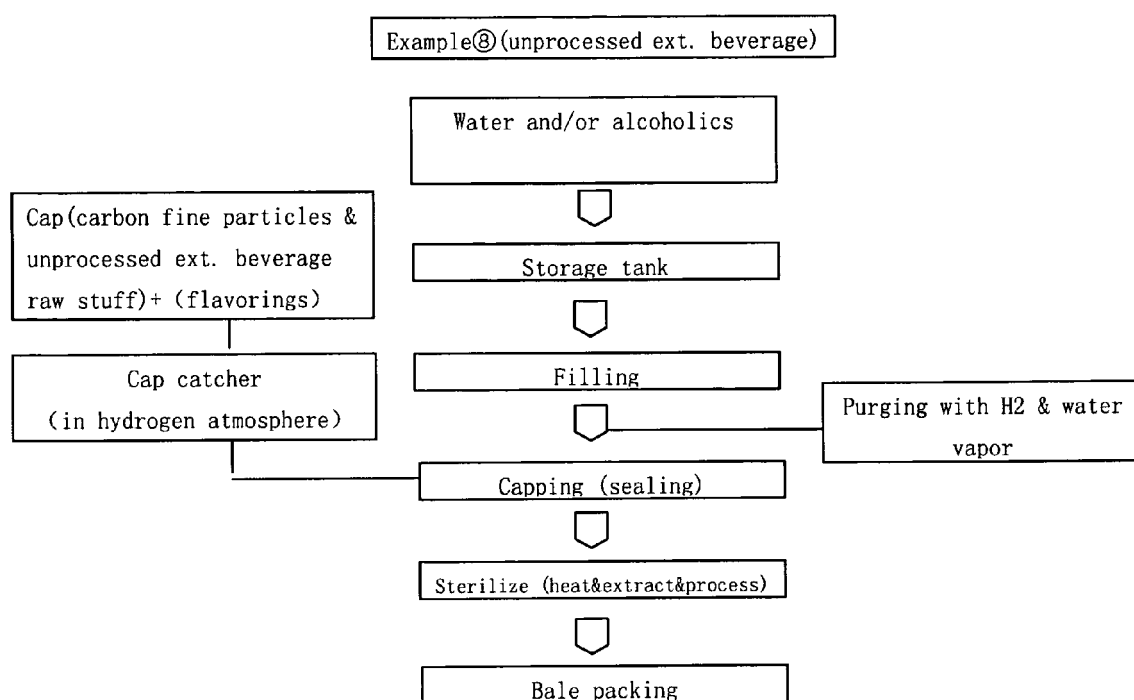 Example⑧(unprocessed ext. beverage)
Water and/or alcoholics
Cap(carbon fine particles &
unprocessed ext. beverage
raw stuff)+ (flavorings)
Storage tank
Cap catcher
(in hydrogen atmosphere)
Filling
Purging with H2 & water
vapor
Capping (sealing)
Sterilize (heat&extract&process)
Bale packing